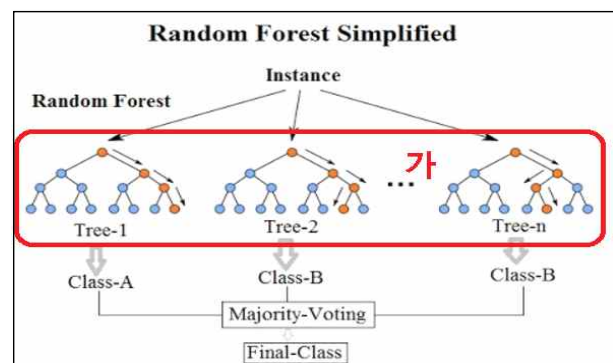 Random Forest Simplified
Instance
Random Forest
... 가
Tree-1 Tree-2 Tree-n
Class-A Class-B Class-B
Majority-Voting
Final-Class